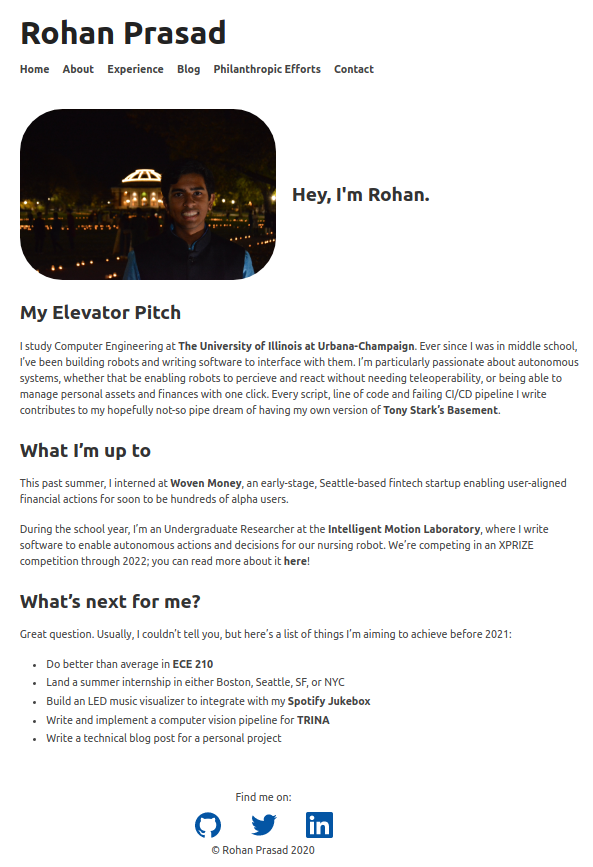 Rohan Prasad
Home About Experience Blog Philanthropic Efforts Contact
Hey, I'm Rohan.
My Elevator Pitch
I study Computer Engineering at The University of Illinois at Urbana-Champaign. Ever since I was in middle school,
I've been building robots and writing software to interface with them. I'm particularly passionate about autonomous
systems, whether that be enabling robots to percieve and react without needing teleoperability, or being able to
manage personal assets and finances with one click. Every script, line of code and failing CI/CD pipeline I write
contributes to my hopefully not-so pipe dream of having my own version of Tony Stark's Basement.
What I'm up to
This past summer, I interned at Woven Money, an early-stage, Seattle-based fintech startup enabling user-aligned
financial actions for soon to be hundreds of alpha users.
During the school year, I'm an Undergraduate Researcher at the Intelligent Motion Laboratory, where I write
software to enable autonomous actions and decisions for our nursing robot. We're competing in an XPRIZE
competition through 2022; you can read more about it here!
What's next for me?
Great question. Usually, I couldn't tell you, but here's a list of things I'm aiming to achieve before 2021:
• Do better than average in ECE 210
• Land a summer internship in either Boston, Seattle, SF, or NYC
• Build an LED music visualizer to integrate with my Spotify Jukebox
• Write and implement a computer vision pipeline for TRINA
• Write a technical blog post for a personal project
Find me on:
in
© Rohan Prasad 2020